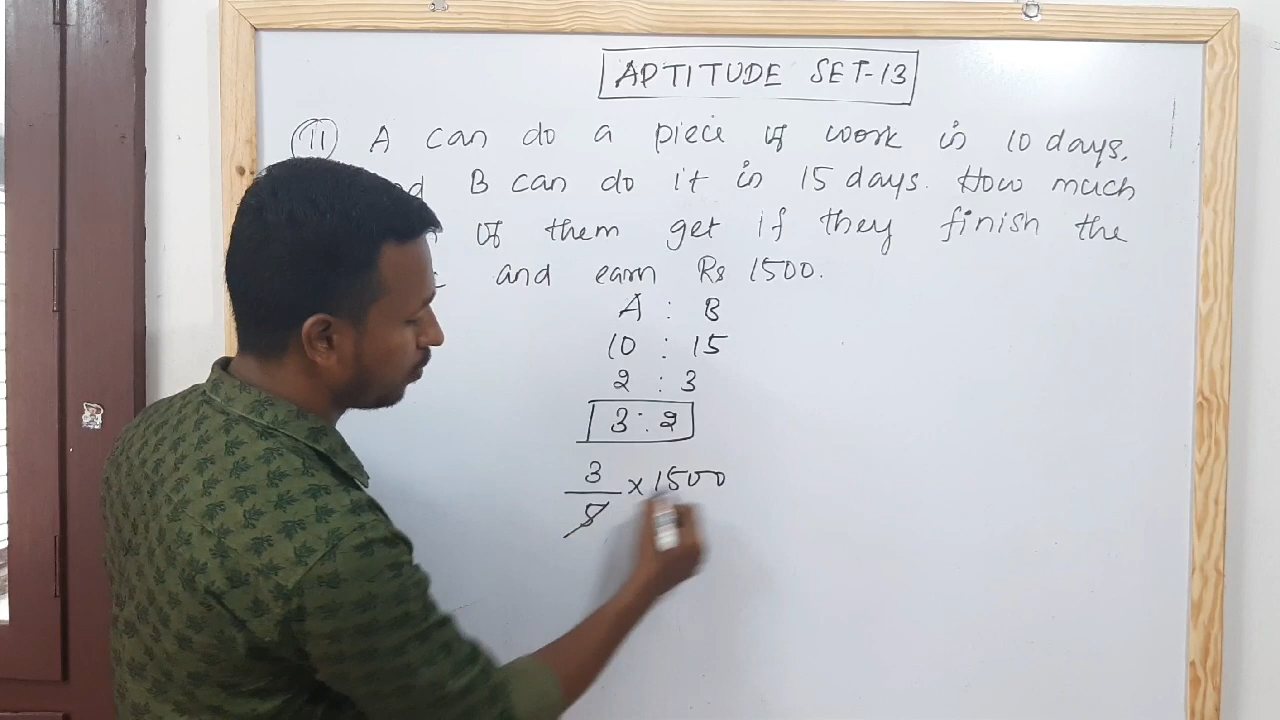 APTITUDE SET-13
11 A can do a piece of work in 10 days,
B can do it in 15 days. How much
of them get if they finish the
and earn Rs 1500.
A : B
10 : 15
2 : 3
3 : 2
3
× 1500
5